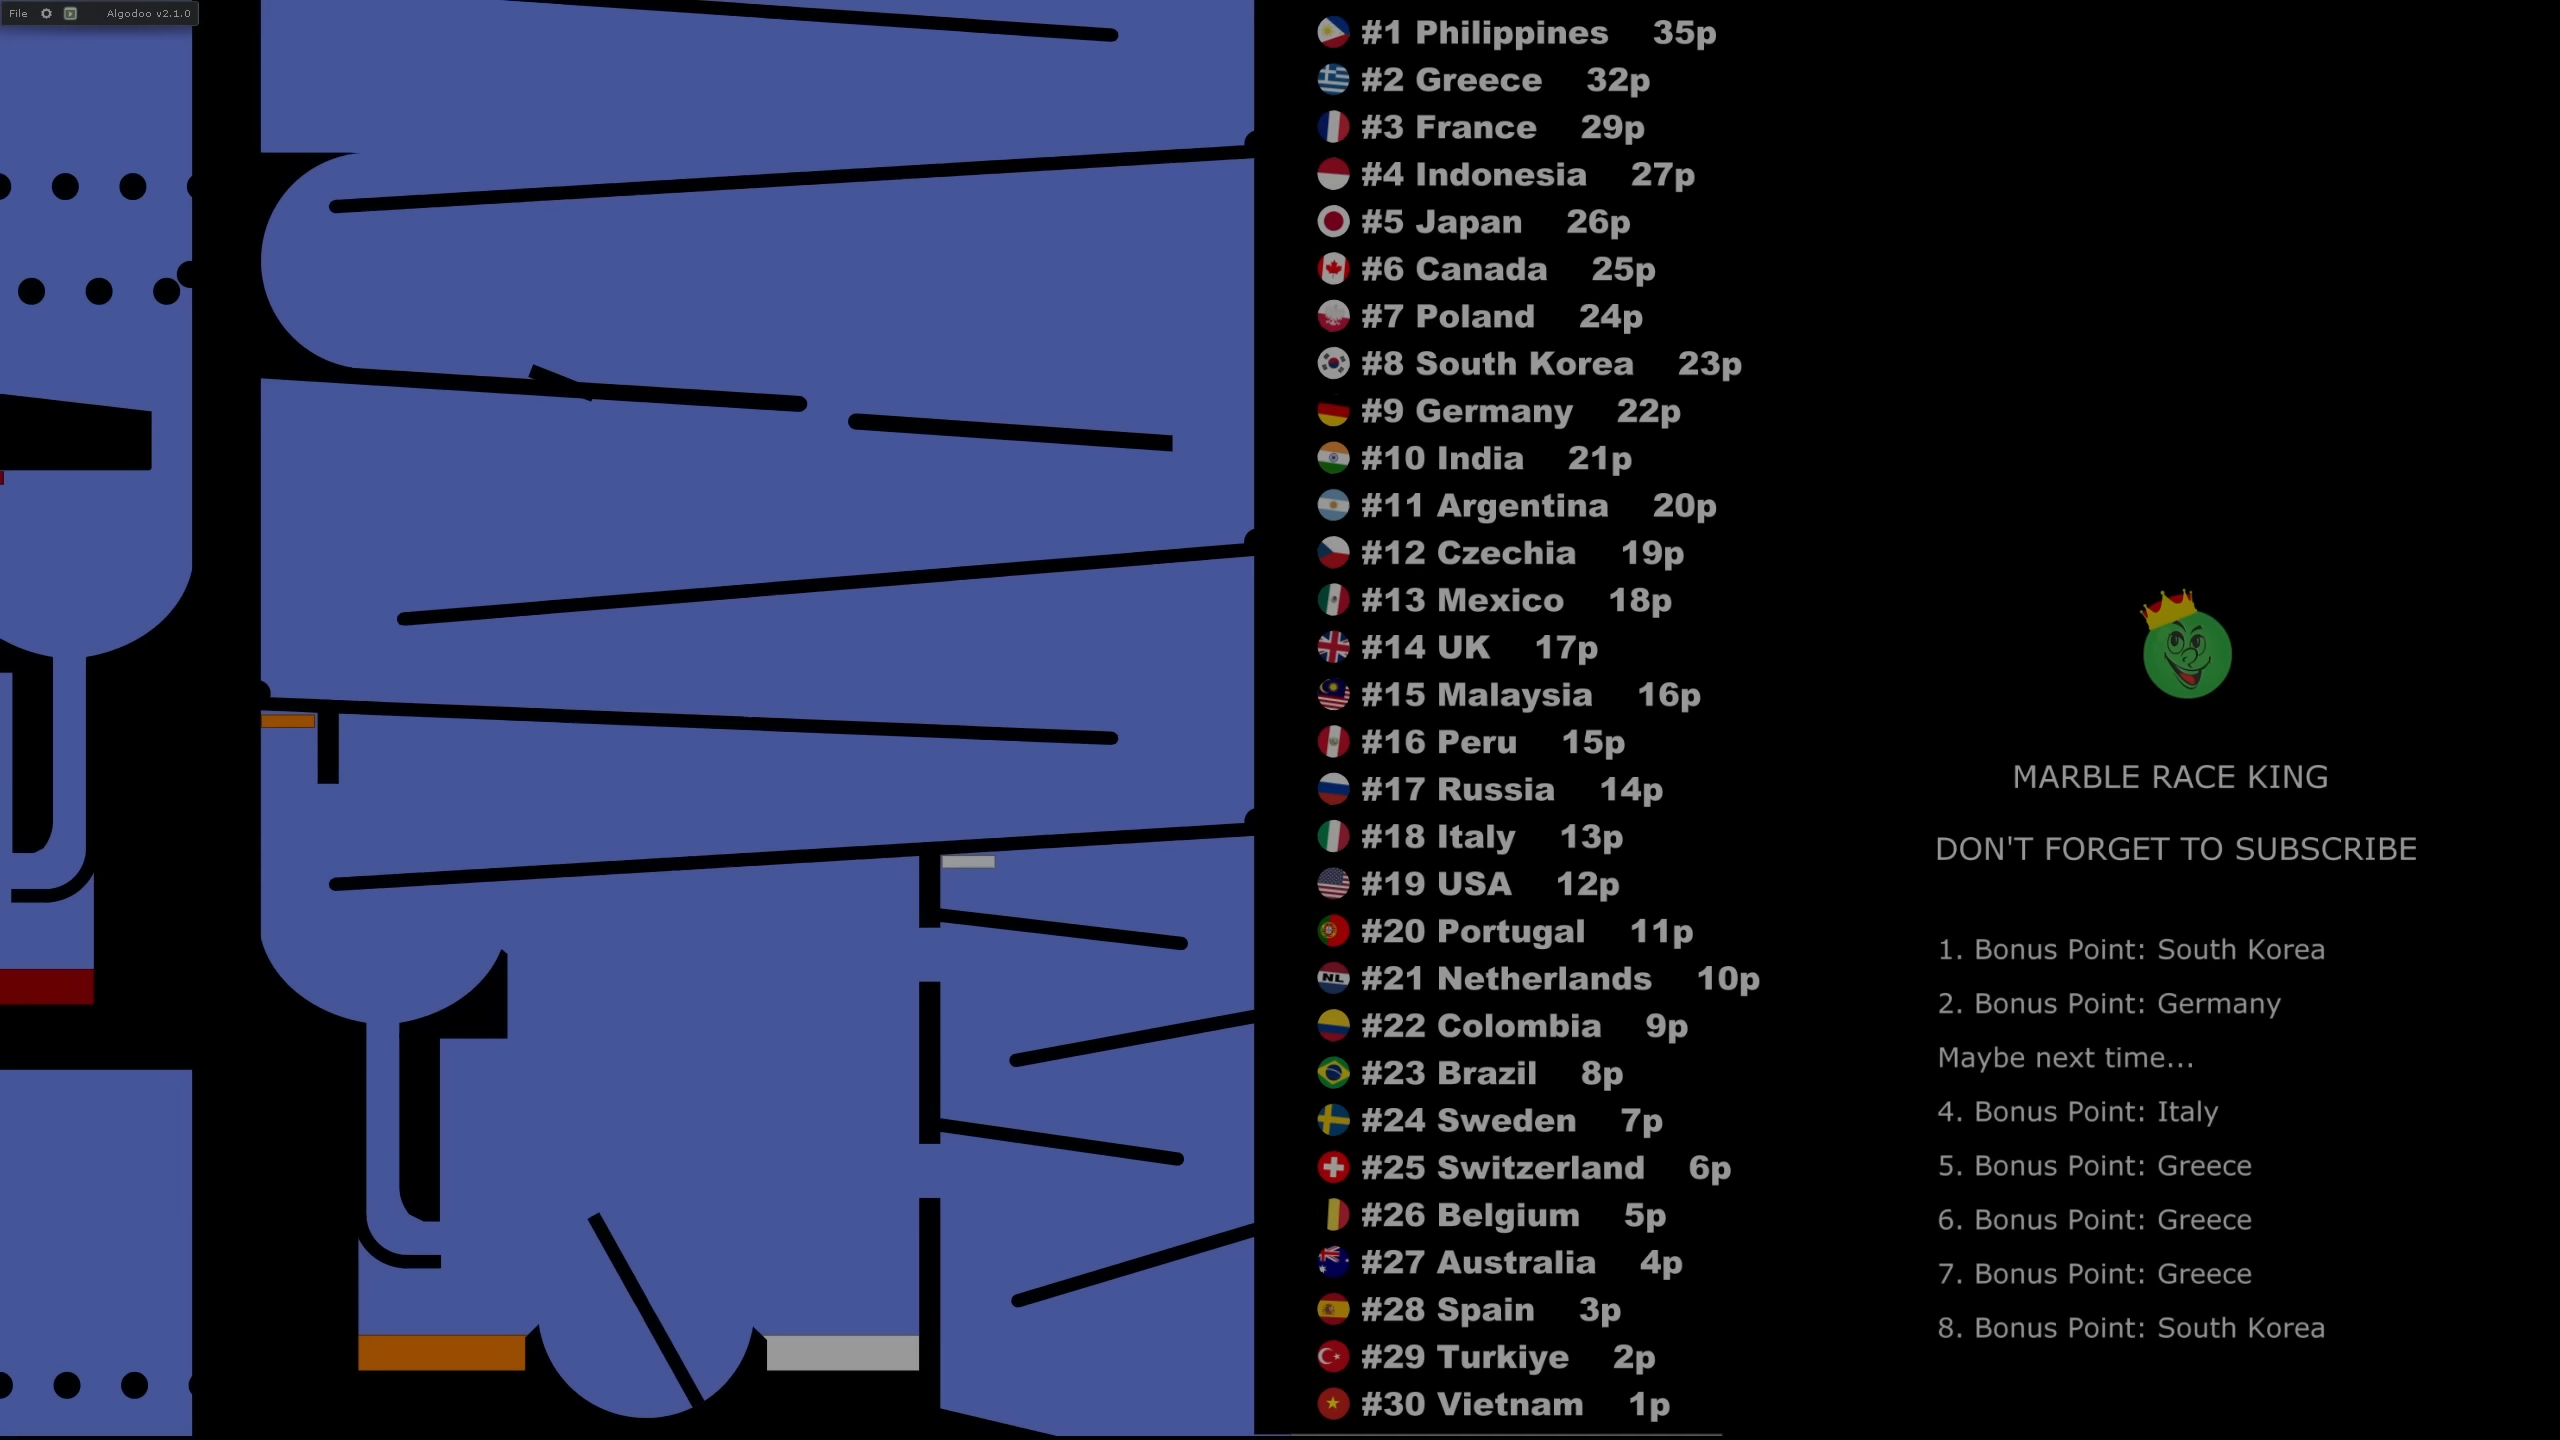 File Algodoo v2.1.0
#1 Philippines 35p
#2 Greece 32p
#3 France 29p
#4 Indonesia 27p
#5 Japan 26p
#6 Canada 25p
#7 Poland 24p
#8 South Korea 23p
#9 Germany 22p
#10 India 21p
#11 Argentina 20p
#12 Czechia 19p
#13 Mexico 18p
#14 UK 17p
#15 Malaysia 16p
#16 Peru 15p
#17 Russia 14p
#18 Italy 13p
#19 USA 12p
#20 Portugal 11p
NL #21 Netherlands 10p
#22 Colombia 9p
#23 Brazil 8p
#24 Sweden 7p
#25 Switzerland 6p
#26 Belgium 5p
#27 Australia 4p
#28 Spain 3p
#29 Turkiye 2p
#30 Vietnam 1p
MARBLE RACE KING
DON'T FORGET TO SUBSCRIBE
1. Bonus Point: South Korea
2. Bonus Point: Germany
Maybe next time...
4. Bonus Point: Italy
5. Bonus Point: Greece
6. Bonus Point: Greece
7. Bonus Point: Greece
8. Bonus Point: South Korea